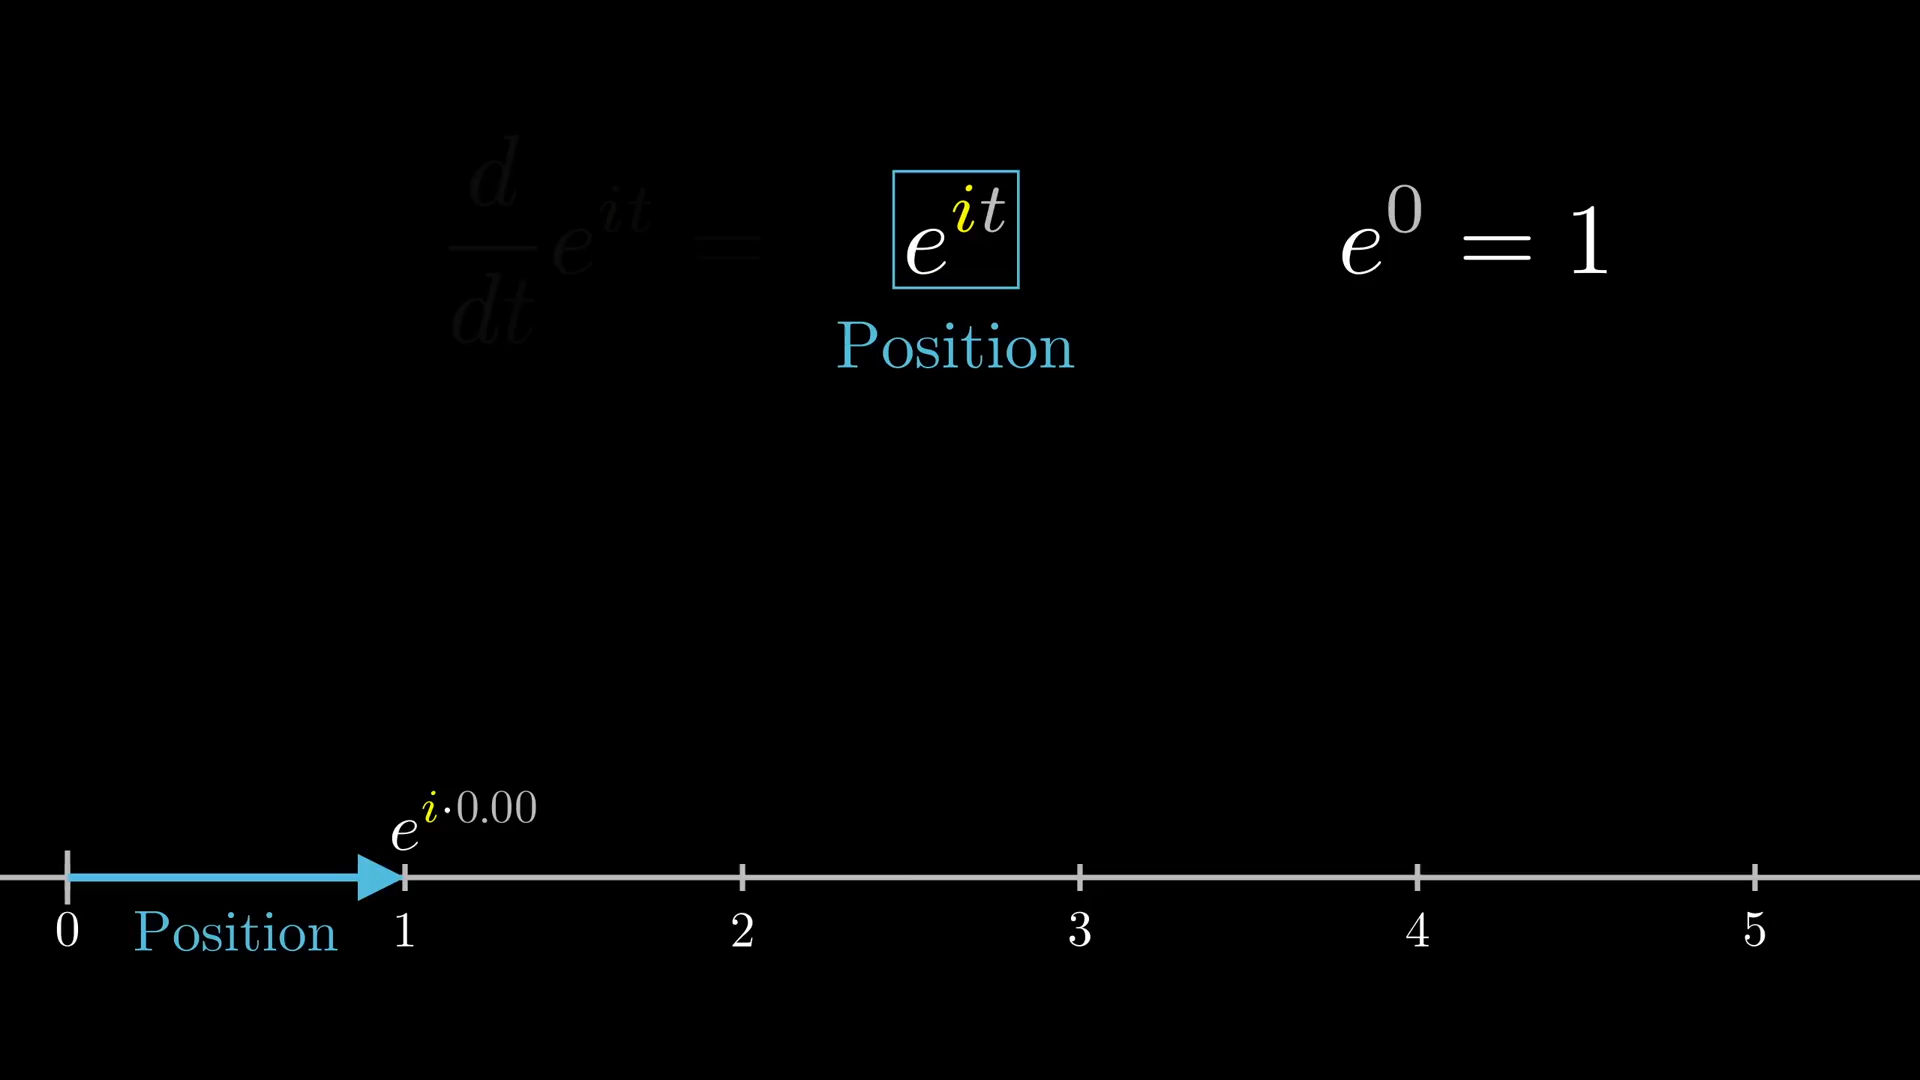 d/dt e^{it} = e^{it}
e^0 = 1
Position
e^{i·0.00}
0 Position 1 2 3 4 5